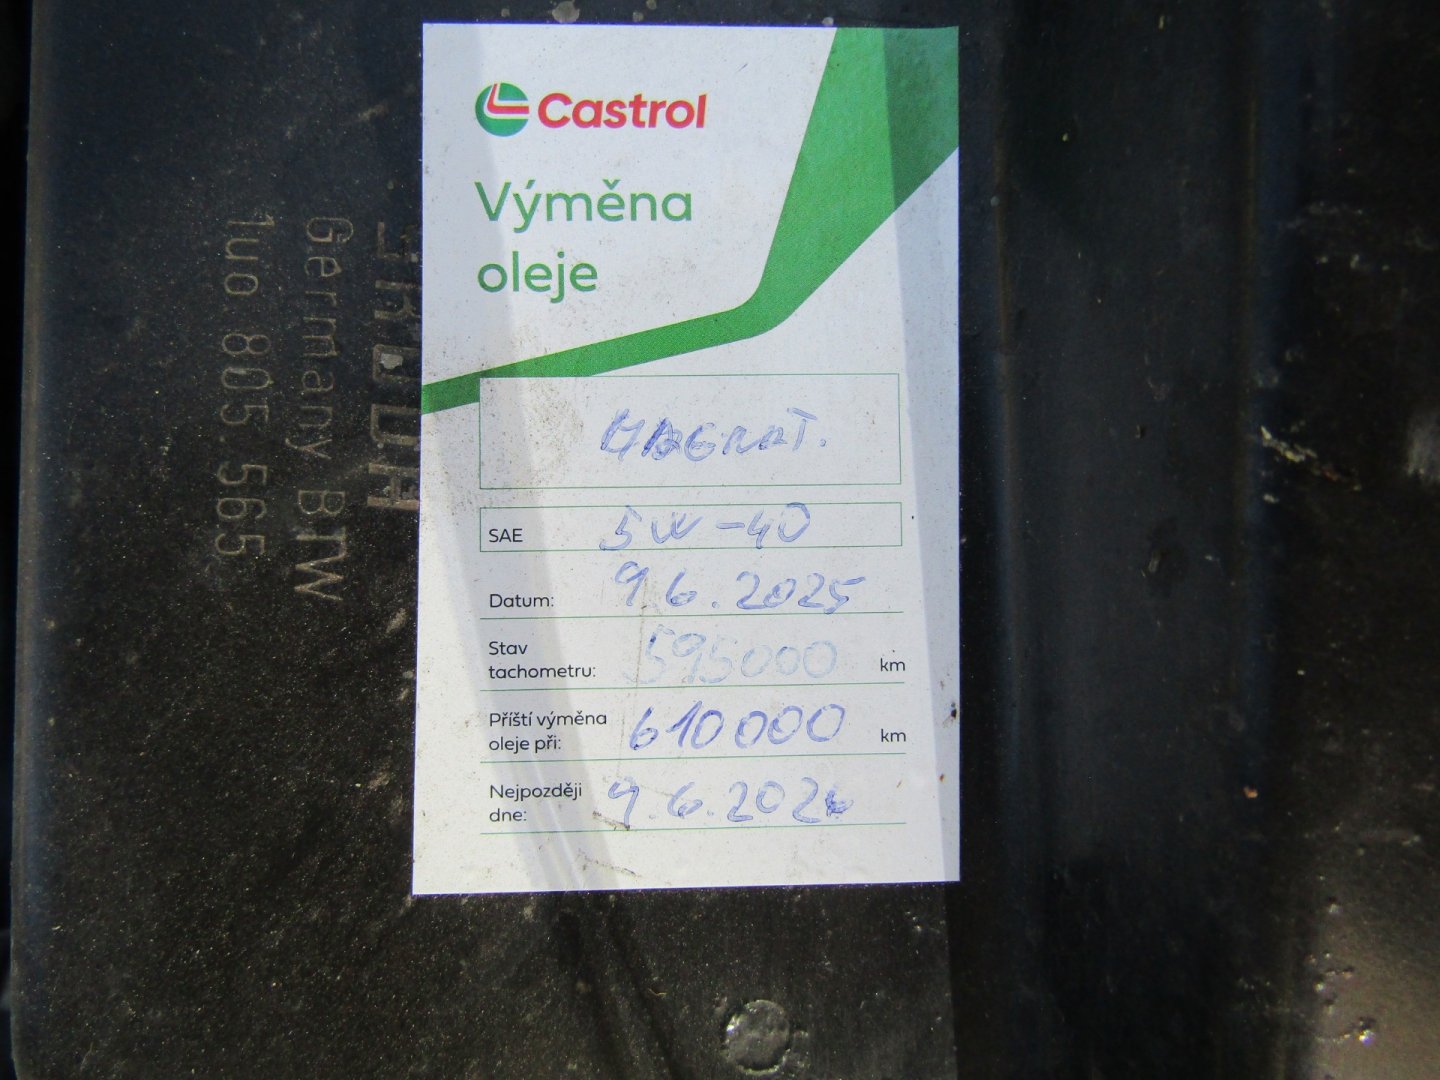 Castrol
Výměna
oleje
MAGNAT.
SAE 5W-40
Datum: 9 6. 2025
Stav
tachometru: 595000 km
Příští výměna
oleje při: 610000 km
Nejpozději
dne: 9.6.2026
SKODA
Germany BTW
1U0 805.565